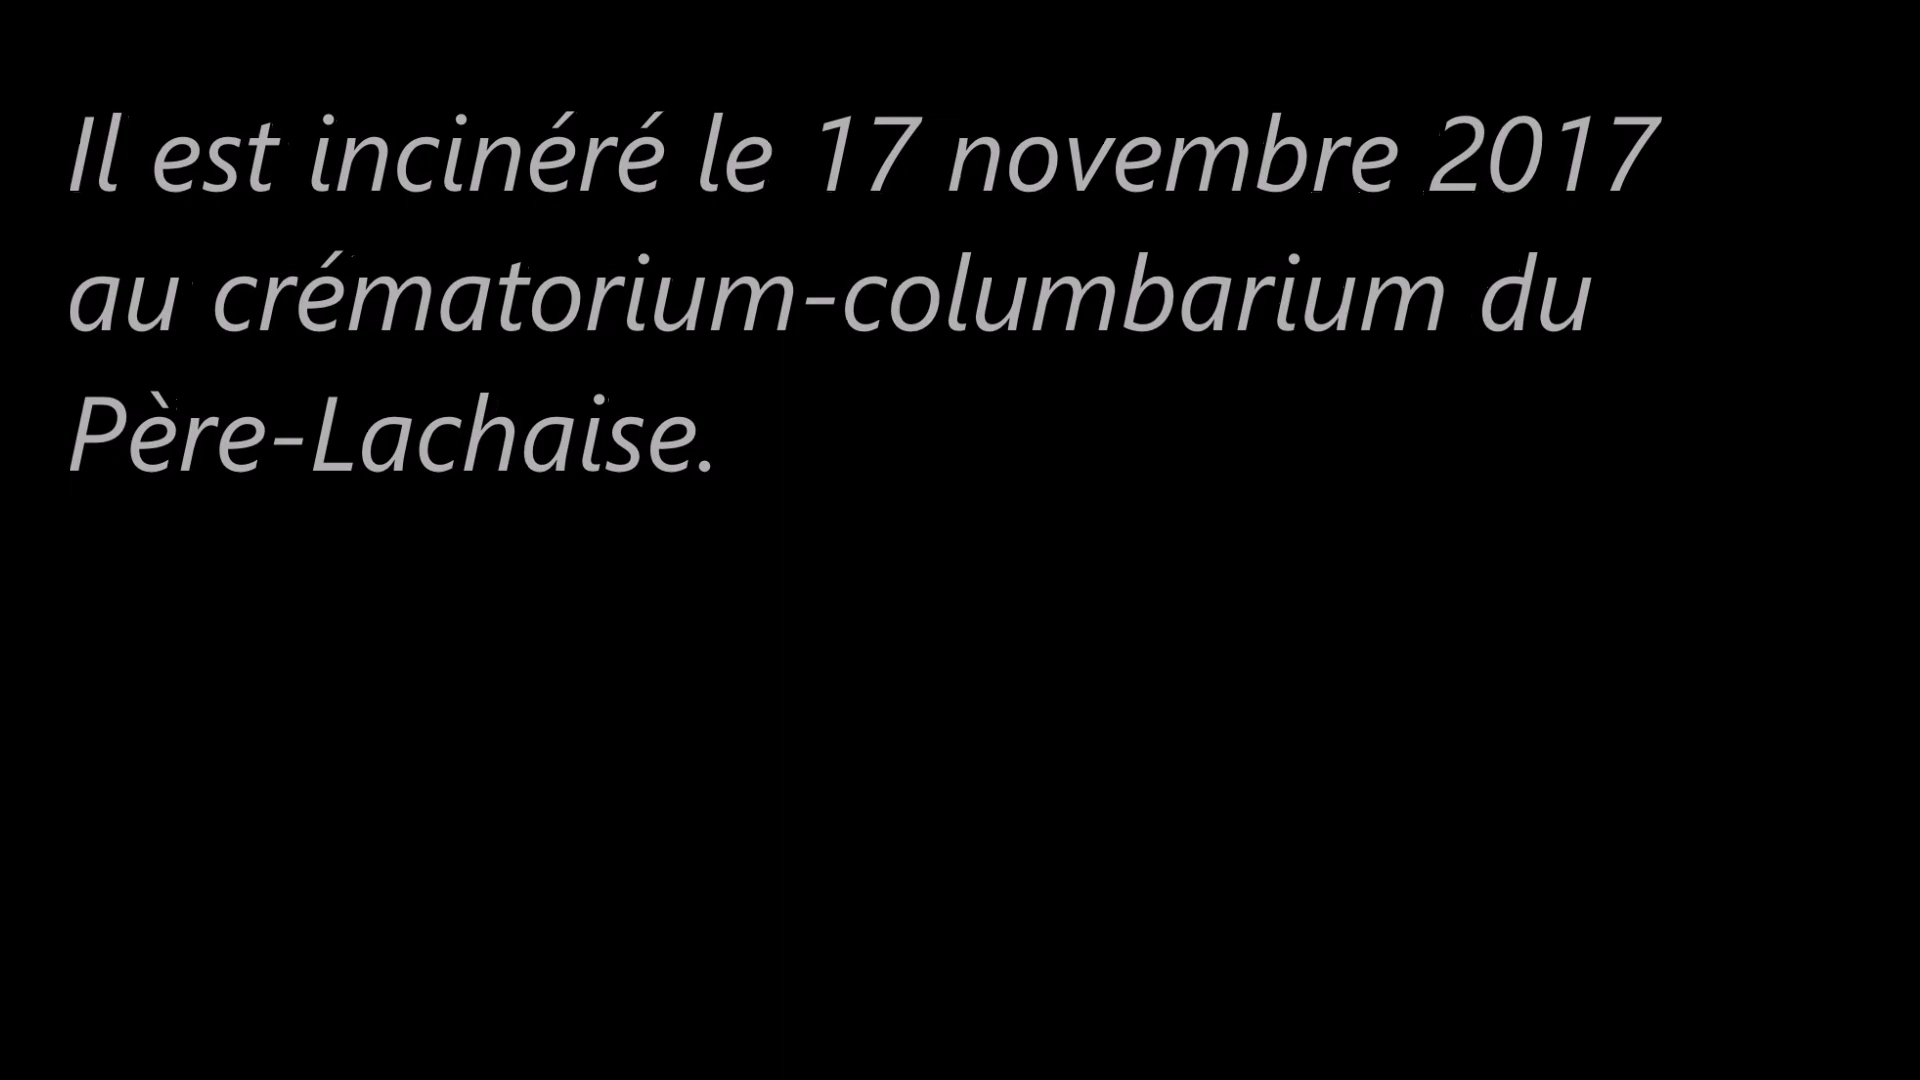 Il est incinéré le 17 novembre 2017
au crématorium-columbarium du
Père-Lachaise.